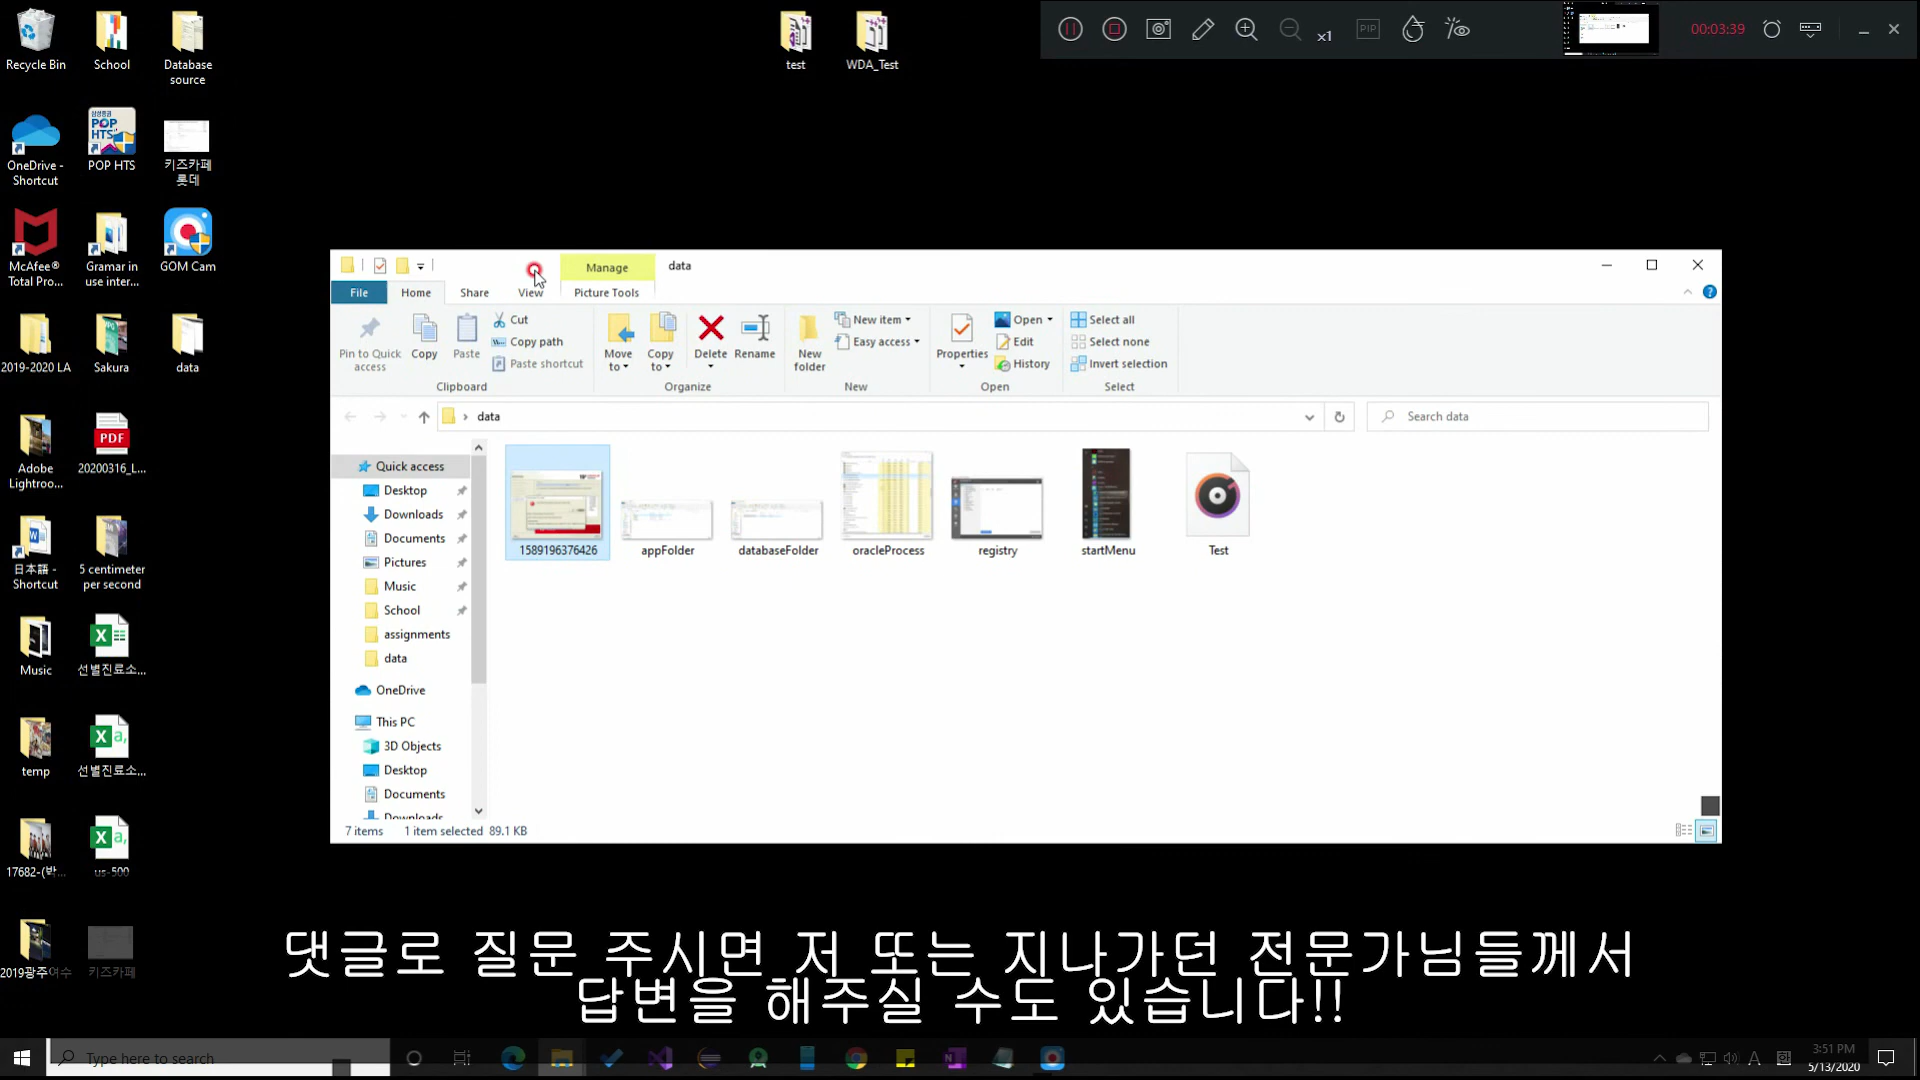 Recycle Bin
School
Database
source
test
WDA_Test
x1
PIP
00:03:39
OneDrive -
Shortcut
POP HTS
키즈카페
롯데
McAfee®
Total Pro...
Gramar in
use inter...
GOM Cam
2019-2020 LA
Sakura
data
Adobe
Lightroo...
PDF
20200316_L...
日本語 -
Shortcut
5 centimeter
per second
Music
선별진료소...
temp
선별진료소...
17682-(박...
us-500
2019광주여수
키즈카페
Manage
data
File
Home
Share
View
Picture Tools
Pin to Quick
access
Copy
Paste
Cut
Copy path
Paste shortcut
Clipboard
Move
to
Copy
to
Delete
Rename
Organize
New
folder
New item
Easy access
New
Properties
Open
Edit
History
Open
Select all
Select none
Invert selection
Select
data
Search data
Quick access
Desktop
Downloads
Documents
Pictures
Music
School
assignments
data
OneDrive
This PC
3D Objects
Desktop
Documents
Downloads
1589196376426
appFolder
databaseFolder
oracleProcess
registry
startMenu
Test
7 items
1 item selected 89.1 KB
댓글로 질문 주시면 저 또는 지나가던 전문가님들께서
답변을 해주실 수도 있습니다!!
Type here to search
A
3:51 PM
5/13/2020